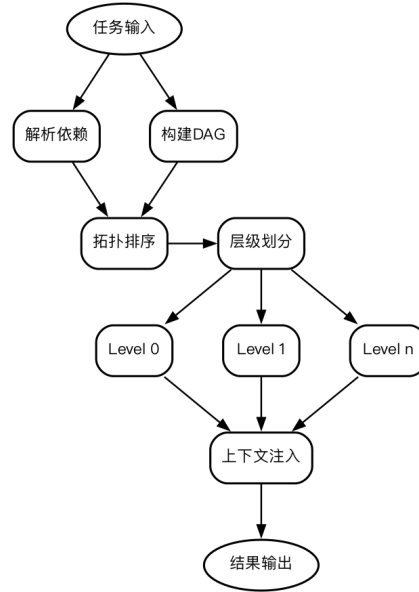 任务输入
解析依赖
构建DAG
拓扑排序
层级划分
Level 0
Level 1
Level n
上下文注入
结果输出